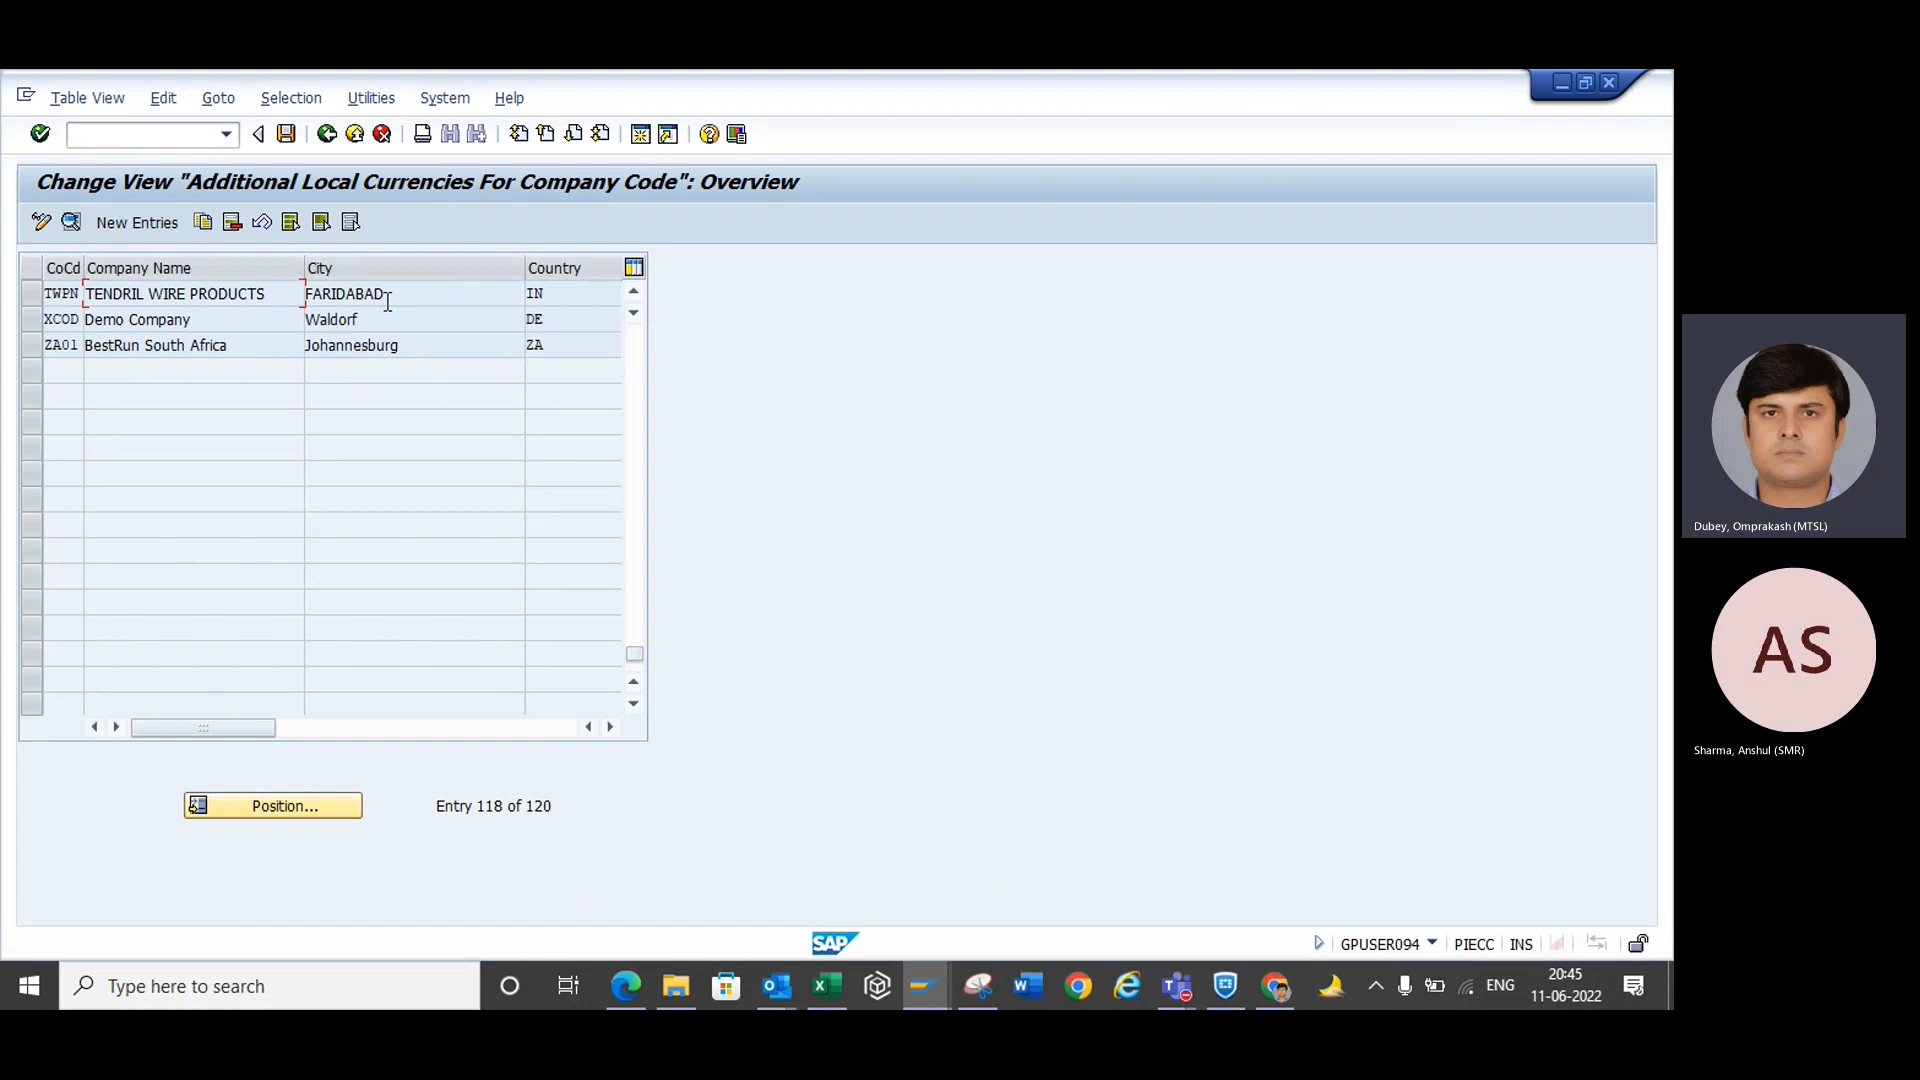 Table View Edit Goto Selection Utilities System Help
Change View "Additional Local Currencies For Company Code": Overview
New Entries
CoCd Company Name City Country
TWPN TENDRIL WIRE PRODUCTS FARIDABAD IN
XCOD Demo Company Waldorf DE
ZA01 BestRun South Africa Johannesburg ZA
Position... Entry 118 of 120
Dubey, Omprakash (MTSL)
AS
Sharma, Anshul (SMR)
SAP GPUSER094 PIECC INS
Type here to search ENG 20:45
11-06-2022